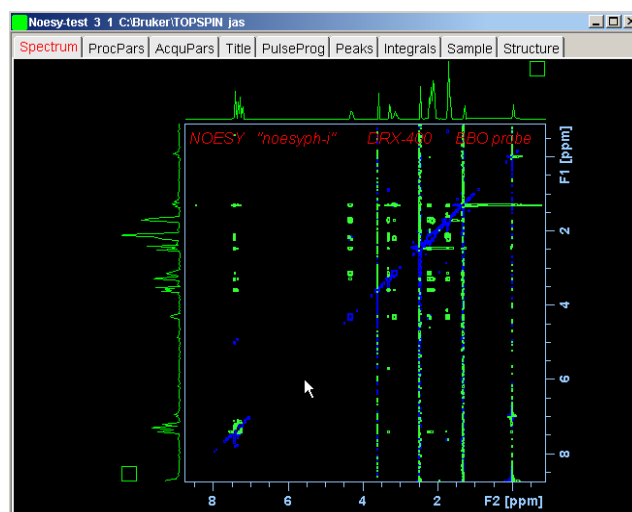 Noesy-test 3 1 C:\Bruker\TOPSPIN jas
Spectrum ProcPars AcquPars Title PulseProg Peaks Integrals Sample Structure
NOESY "noesyph-l" DRX-400 BBO probe
F1 [ppm]
2
4
6
8
8 6 4 2 F2 [ppm]